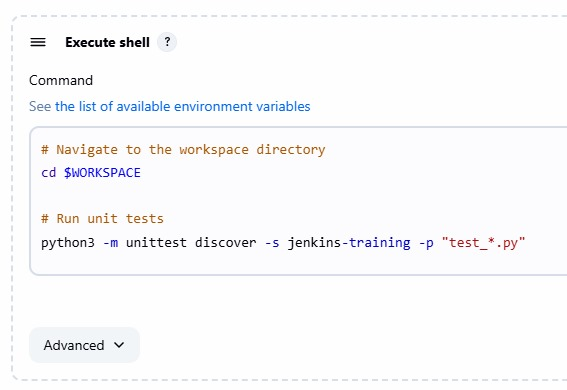 Execute shell ?
Command
See the list of available environment variables
# Navigate to the workspace directory
cd $WORKSPACE
# Run unit tests
python3 -m unittest discover -s jenkins-training -p "test_*.py"
Advanced